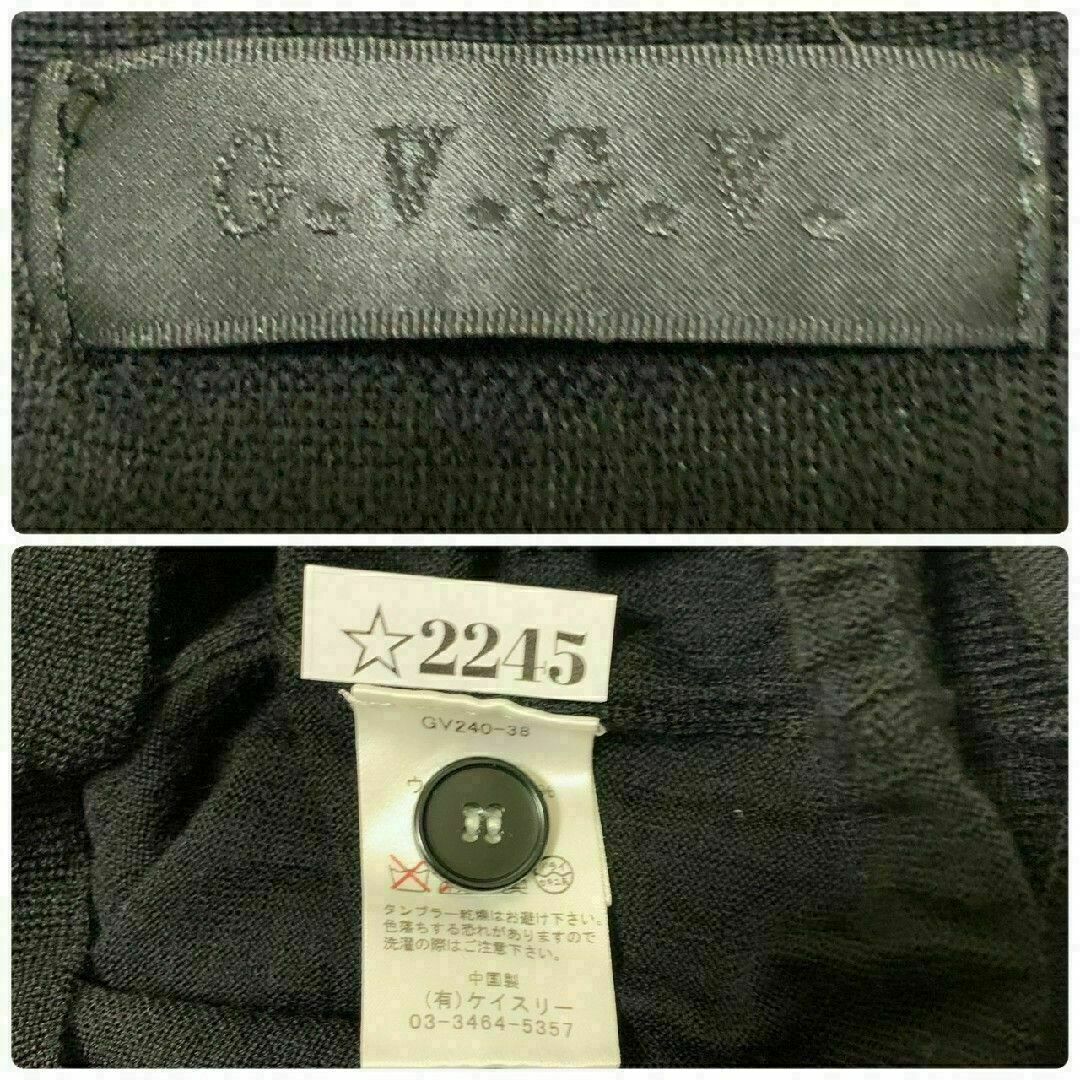 G.V.G.V.
☆2245
GV240-38
ウ
タンブラー乾燥はお避け下さい。
色落ちする恐れがありますので
洗濯の際はご注意下さい。
中国製
(有)ケイスリー
03-3464-5357